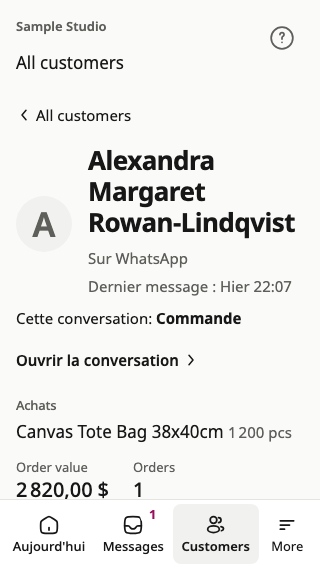 Sample Studio
All customers
All customers
A
Alexandra
Margaret
Rowan-Lindqvist
Sur WhatsApp
Dernier message : Hier 22:07
Cette conversation: Commande
Ouvrir la conversation
Achats
Canvas Tote Bag 38x40cm 1 200 pcs
Order value Orders
2 820,00 $ 1
1
Aujourd'hui Messages Customers More